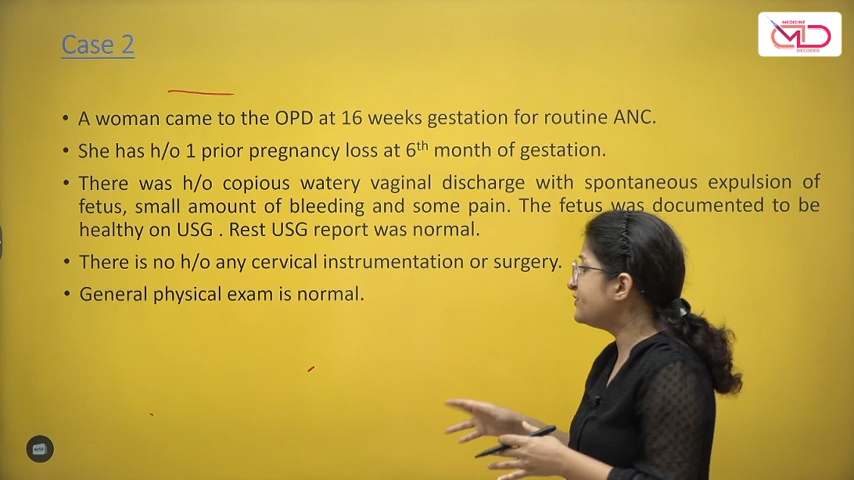 Case 2
MEDICINE
MD
DECODED
• A woman came to the OPD at 16 weeks gestation for routine ANC.
• She has h/o 1 prior pregnancy loss at 6th month of gestation.
• There was h/o copious watery vaginal discharge with spontaneous expulsion of
fetus, small amount of bleeding and some pain. The fetus was documented to be
healthy on USG . Rest USG report was normal.
• There is no h/o any cervical instrumentation or surgery.
• General physical exam is normal.